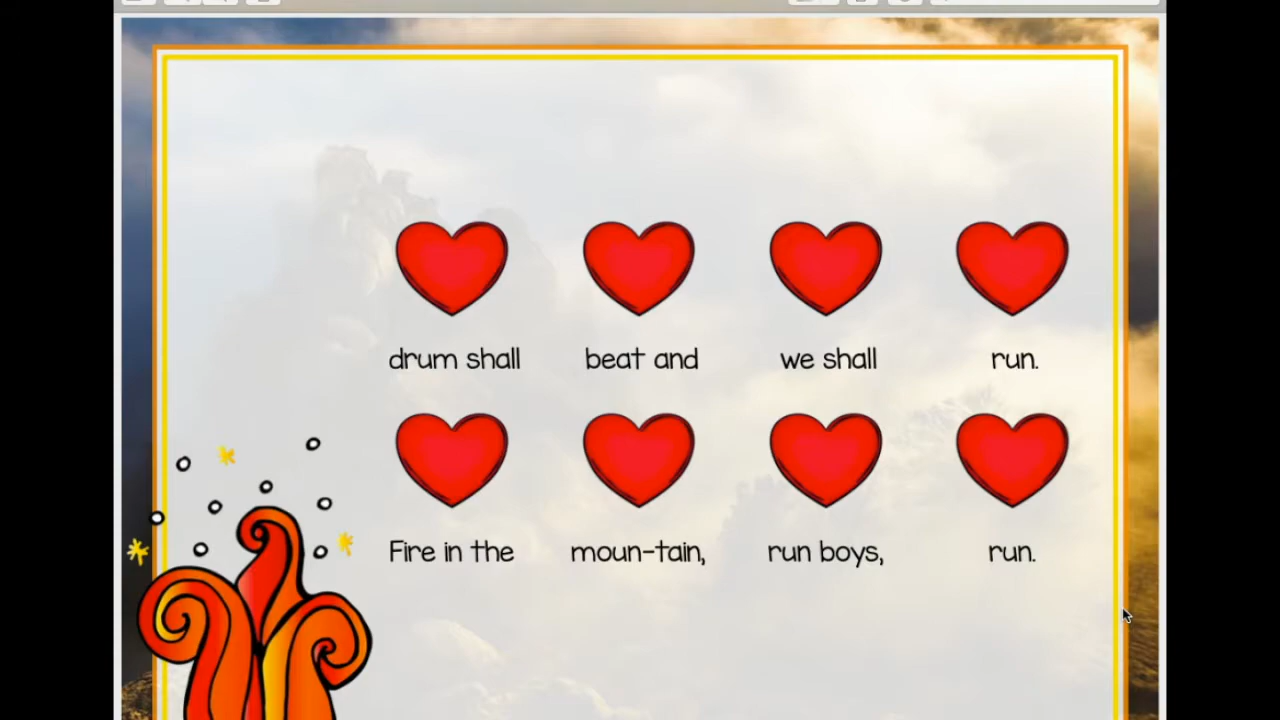 drum shall beat and we shall run.
Fire in the moun-tain, run boys, run.